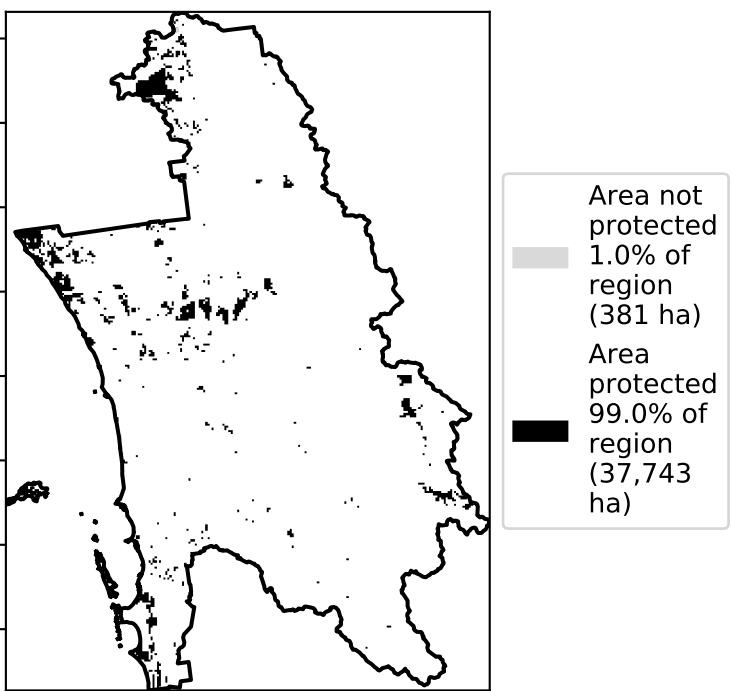 Area not
protected
1.0% of
region
(381 ha)
Area
protected
99.0% of
region
(37,743
ha)